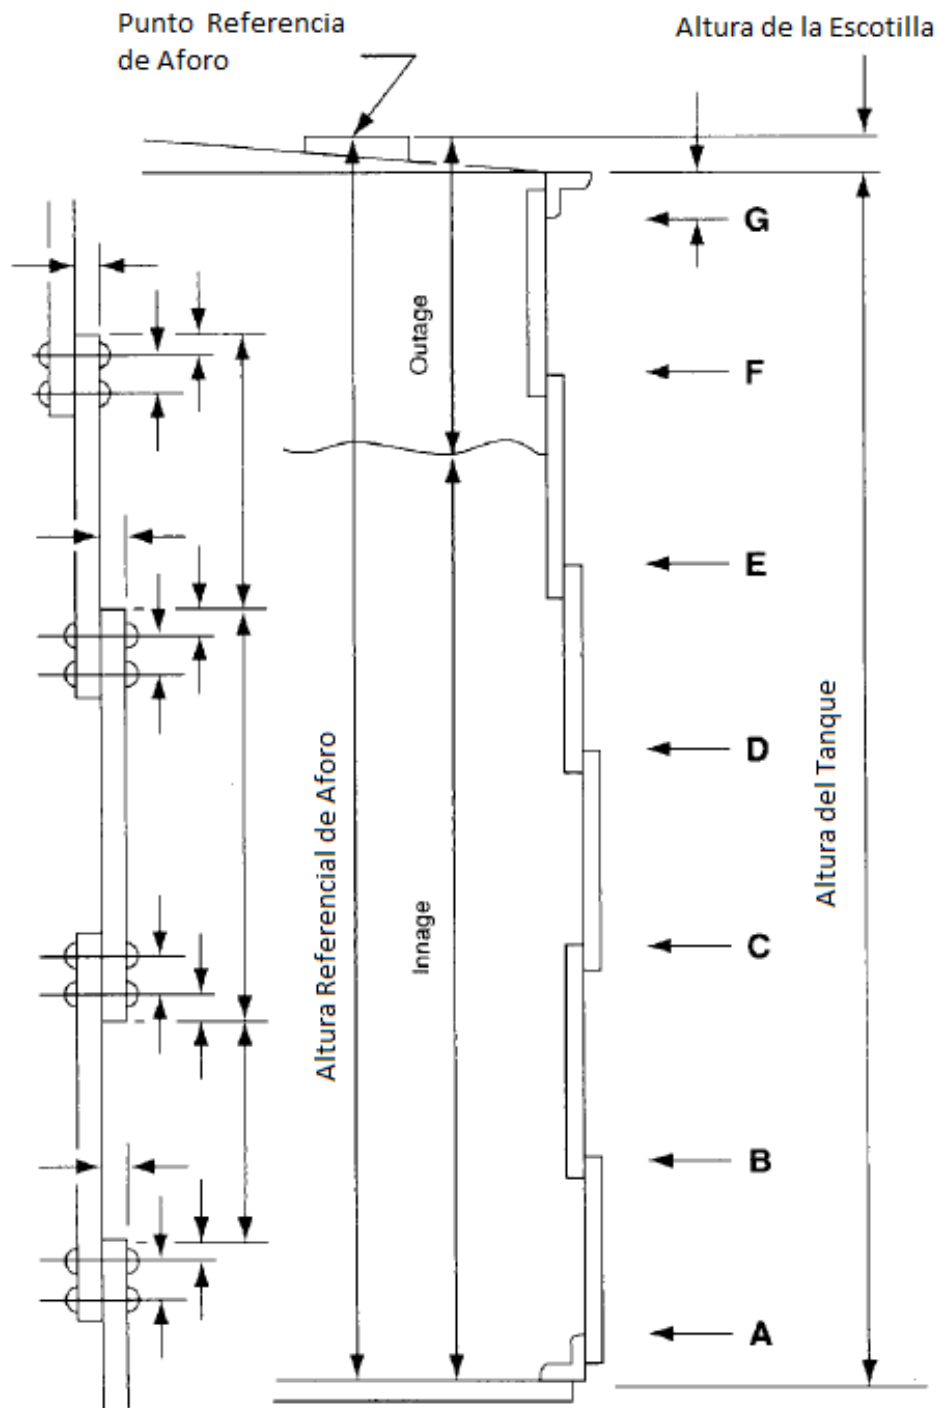 Punto Referencia
de Aforo
Altura de la Escotilla
G
Outage
F
E
D
Altura del Tanque
Altura Referencial de Aforo
Innage
C
B
A